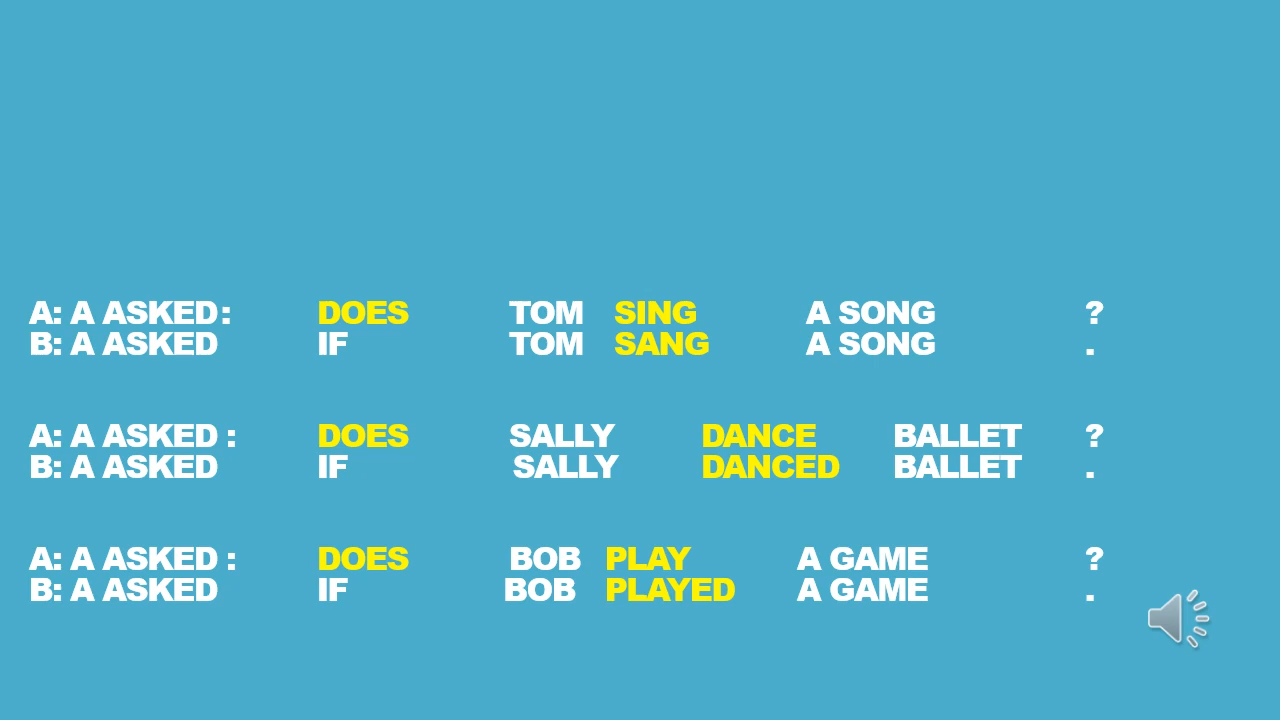 A: A ASKED: DOES TOM SING A SONG ?
B: A ASKED IF TOM SANG A SONG .
A: A ASKED : DOES SALLY DANCE BALLET ?
B: A ASKED IF SALLY DANCED BALLET .
A: A ASKED : DOES BOB PLAY A GAME ?
B: A ASKED IF BOB PLAYED A GAME .